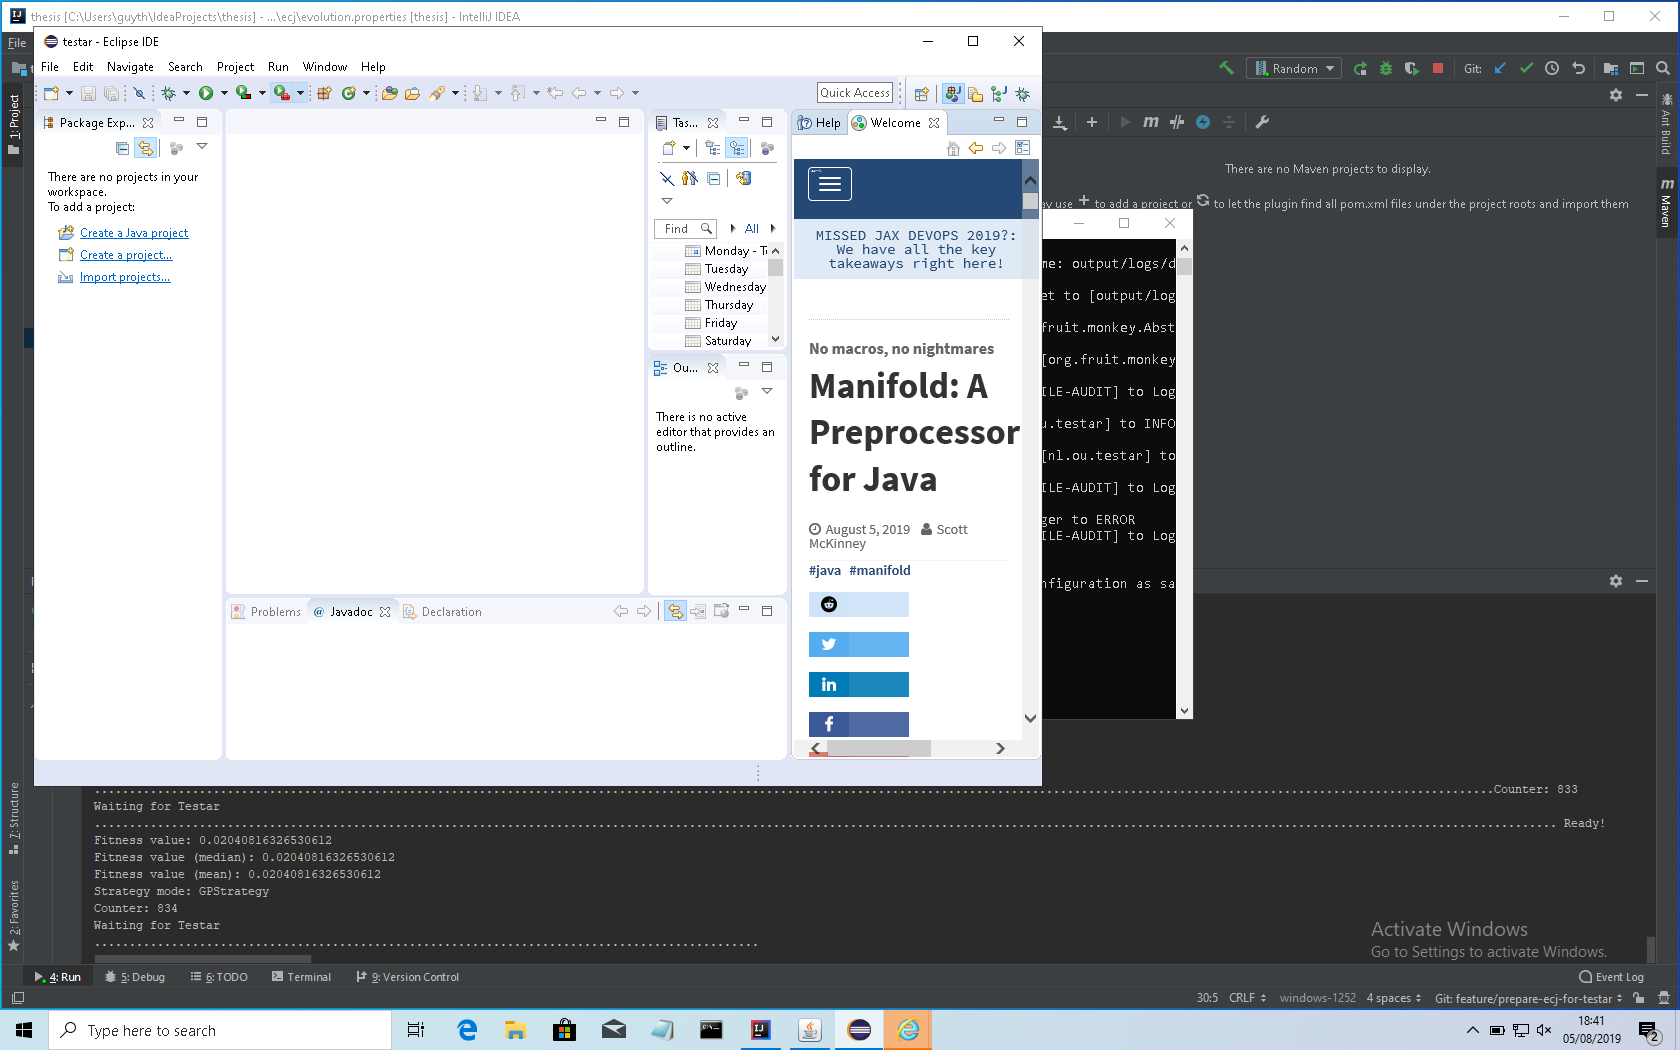 thesis [C:\Users\guyth\IdeaProjects\thesis] - ...\ecj\evolution.properties [thesis] - IntelliJ IDEA
File
testar - Eclipse IDE
File Edit Navigate Search Project Run Window Help
Random
Git:
Quick Access
1: Project
Package Exp...
There are no projects in your
workspace.
To add a project:
Create a Java project
Create a project...
Import projects...
Tas...
Find
All
Tuesday
Wednesday
Thursday
Friday
Saturday
Ou...
There is no active
editor that provides an
outline.
Problems
@ Javadoc
Declaration
Help
Welcome
MISSED JAX DEVOPS 2019?:
We have all the key
takeaways right here!
No macros, no nightmares
Manifold: A
Preprocessor
for Java
August 5, 2019 Scott
McKinney
#java #manifold
There are no Maven projects to display.
use + to add a project or to let the plugin find all pom.xml files under the project roots and import them
Ant Build
Maven
me: output/logs/d
et to [output/log
fruit.monkey.Abst
[org.fruit.monkey
ILE-AUDIT] to Log
u.testar] to INFO
[nl.ou.testar] to
ILE-AUDIT] to Log
ger to ERROR
ILE-AUDIT] to Log
nfiguration as sa
7: Structure
2: Favorites
Counter: 833
Waiting for Testar
Ready!
Fitness value: 0.02040816326530612
Fitness value (median): 0.02040816326530612
Fitness value (mean): 0.02040816326530612
Strategy mode: GPStrategy
Counter: 834
Waiting for Testar
Activate Windows
Go to Settings to activate Windows.
4: Run
5: Debug
6: TODO
Terminal
9: Version Control
Event Log
30:5 CRLF windows-1252 4 spaces Git: feature/prepare-ecj-for-testar
Type here to search
18:41
05/08/2019
2